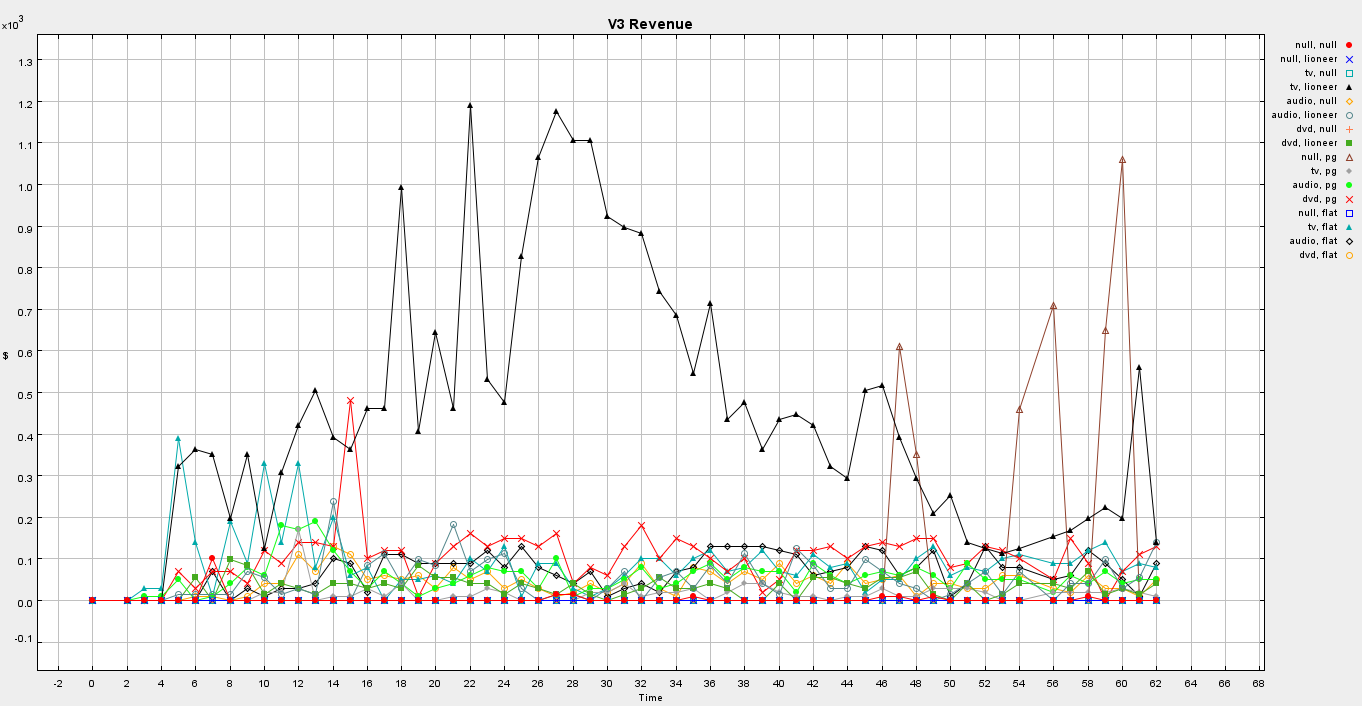 V3 Revenue
×10³
1.3
1.2
1.1
1.0
0.9
0.8
0.7
0.6
$
0.5
0.4
0.3
0.2
0.1
0.0
-0.1
-2 0 2 4 6 8 10 12 14 16 18 20 22 24 26 28 30 32 34 36 38 40 42 44 46 48 50 52 54 56 58 60 62 64 66 68
Time
null, null
null, lioneer
tv, null
tv, lioneer
audio, null
audio, lioneer
dvd, null
dvd, lioneer
null, pg
tv, pg
audio, pg
dvd, pg
null, flat
tv, flat
audio, flat
dvd, flat